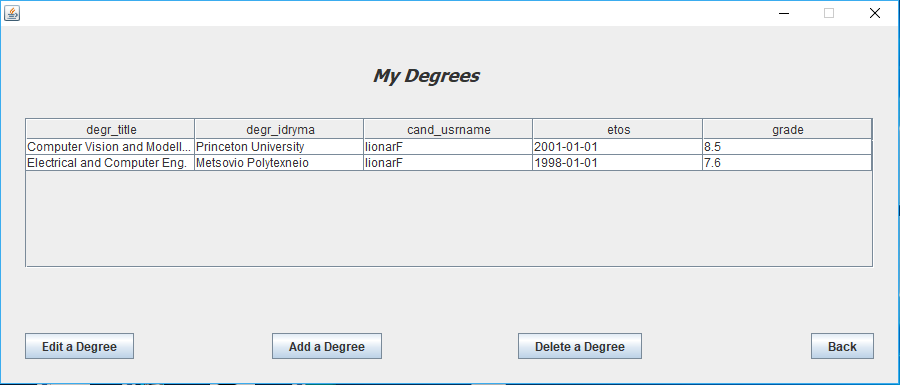 My Degrees
degr_title degr_idryma cand_usrname etos grade
Computer Vision and Modell... Princeton University lionarF 2001-01-01 8.5
Electrical and Computer Eng. Metsovio Polytexneio lionarF 1998-01-01 7.6
Edit a Degree Add a Degree Delete a Degree Back